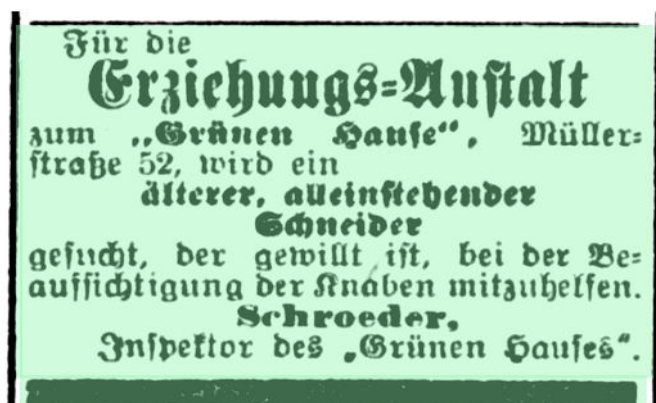 Für die
Erziehungs-Anstalt
zum „Grünen Hause“, Müller-
straße 52, wird ein
älterer, alleinstehender
Schneider
gesucht, der gewillt ist, bei der Be-
aufsichtigung der Knaben mitzuhelfen.
Schroeder,
Inspektor des „Grünen Hauses“.